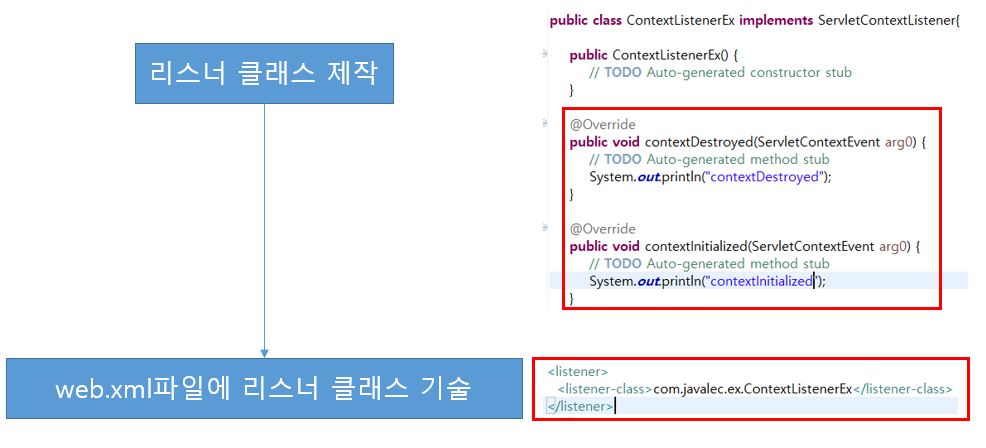 리스너 클래스 제작
public class ContextListenerEx implements ServletContextListener{
public ContextListenerEx() {
// TODO Auto-generated constructor stub
}
@Override
public void contextDestroyed(ServletContextEvent arg0) {
// TODO Auto-generated method stub
System.out.println("contextDestroyed");
}
@Override
public void contextInitialized(ServletContextEvent arg0) {
// TODO Auto-generated method stub
System.out.println("contextInitialized");
}
web.xml파일에 리스너 클래스 기술
<listener>
<listener-class>com.javalec.ex.ContextListenerEx</listener-class>
</listener>